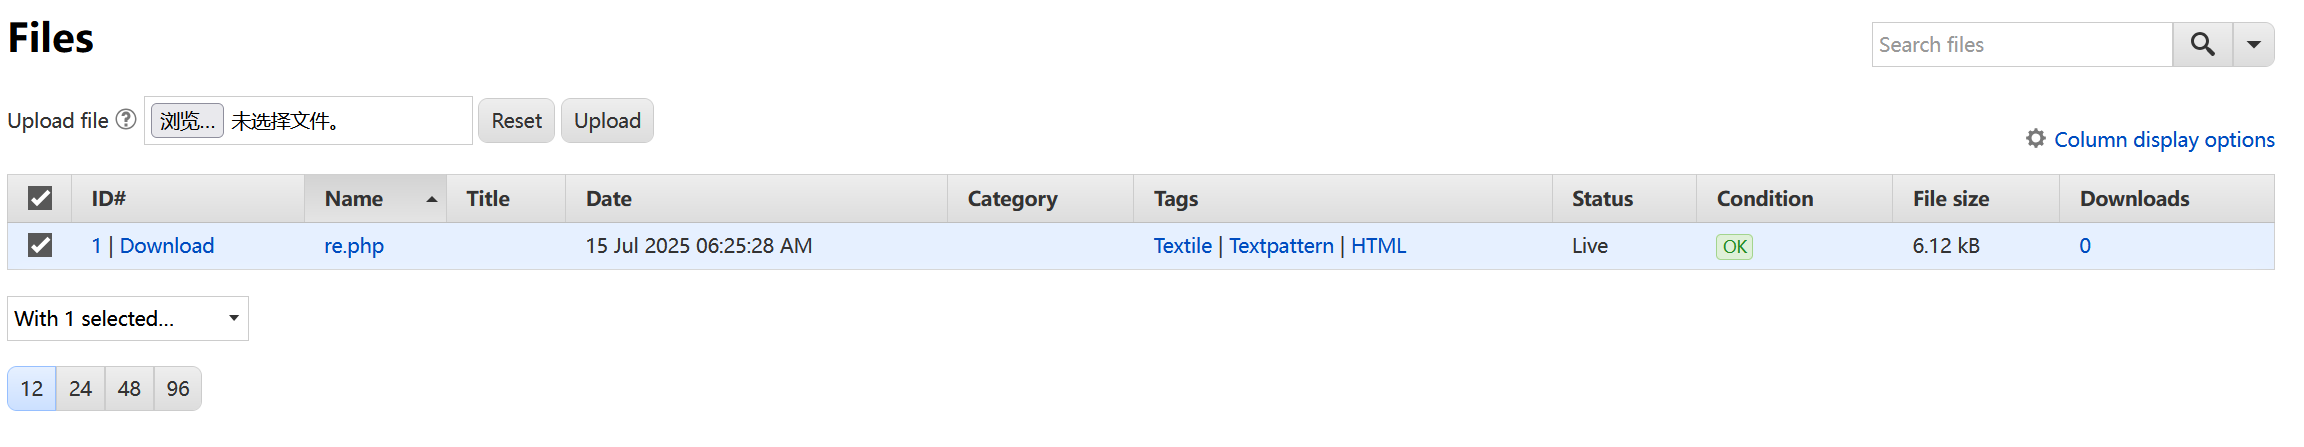 Files
Search files
Upload file ? 浏览... 未选择文件。 Reset Upload
Column display options
ID# Name Title Date Category Tags Status Condition File size Downloads
1 | Download re.php 15 Jul 2025 06:25:28 AM Textile | Textpattern | HTML Live OK 6.12 kB 0
With 1 selected...
12 24 48 96